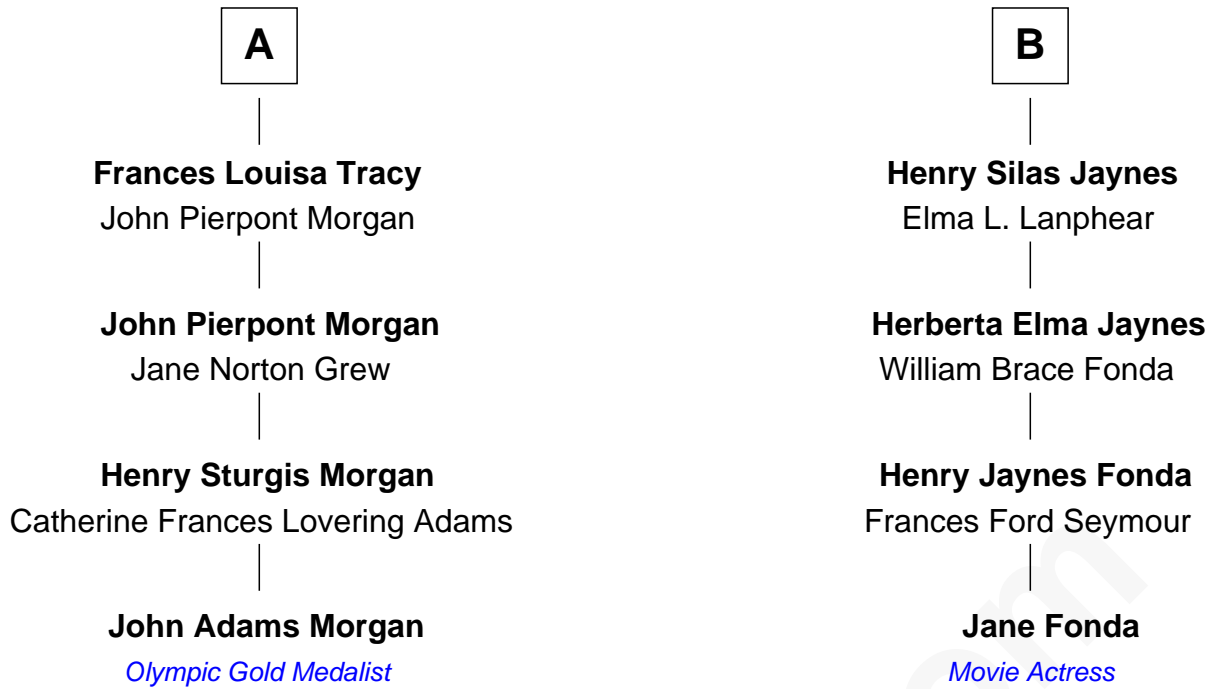 A
Frances Louisa Tracy
John Pierpont Morgan
John Pierpont Morgan
Jane Norton Grew
Henry Sturgis Morgan
Catherine Frances Lovering Adams
John Adams Morgan
Olympic Gold Medalist
B
Henry Silas Jaynes
Elma L. Lanphear
Herberta Elma Jaynes
William Brace Fonda
Henry Jaynes Fonda
Frances Ford Seymour
Jane Fonda
Movie Actress